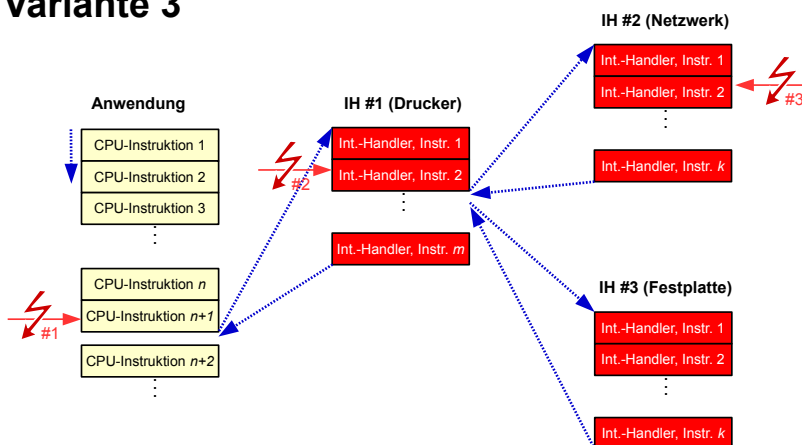 Variante 3
IH #2 (Netzwerk)
Int.-Handler, Instr. 1
Int.-Handler, Instr. 2
⋮
Int.-Handler, Instr. k
#3
Anwendung
CPU-Instruktion 1
CPU-Instruktion 2
CPU-Instruktion 3
⋮
CPU-Instruktion n
CPU-Instruktion n+1
CPU-Instruktion n+2
⋮
#1
IH #1 (Drucker)
Int.-Handler, Instr. 1
Int.-Handler, Instr. 2
⋮
Int.-Handler, Instr. m
#2
IH #3 (Festplatte)
Int.-Handler, Instr. 1
Int.-Handler, Instr. 2
⋮
Int.-Handler, Instr. k